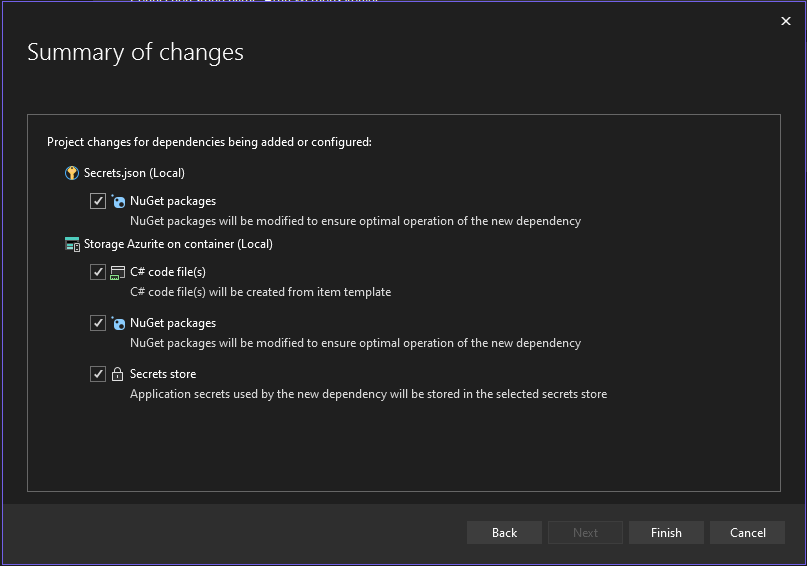 Summary of changes
Project changes for dependencies being added or configured:
Secrets.json (Local)
NuGet packages
NuGet packages will be modified to ensure optimal operation of the new dependency
Storage Azurite on container (Local)
C# code file(s)
C# code file(s) will be created from item template
NuGet packages
NuGet packages will be modified to ensure optimal operation of the new dependency
Secrets store
Application secrets used by the new dependency will be stored in the selected secrets store
Back Next Finish Cancel